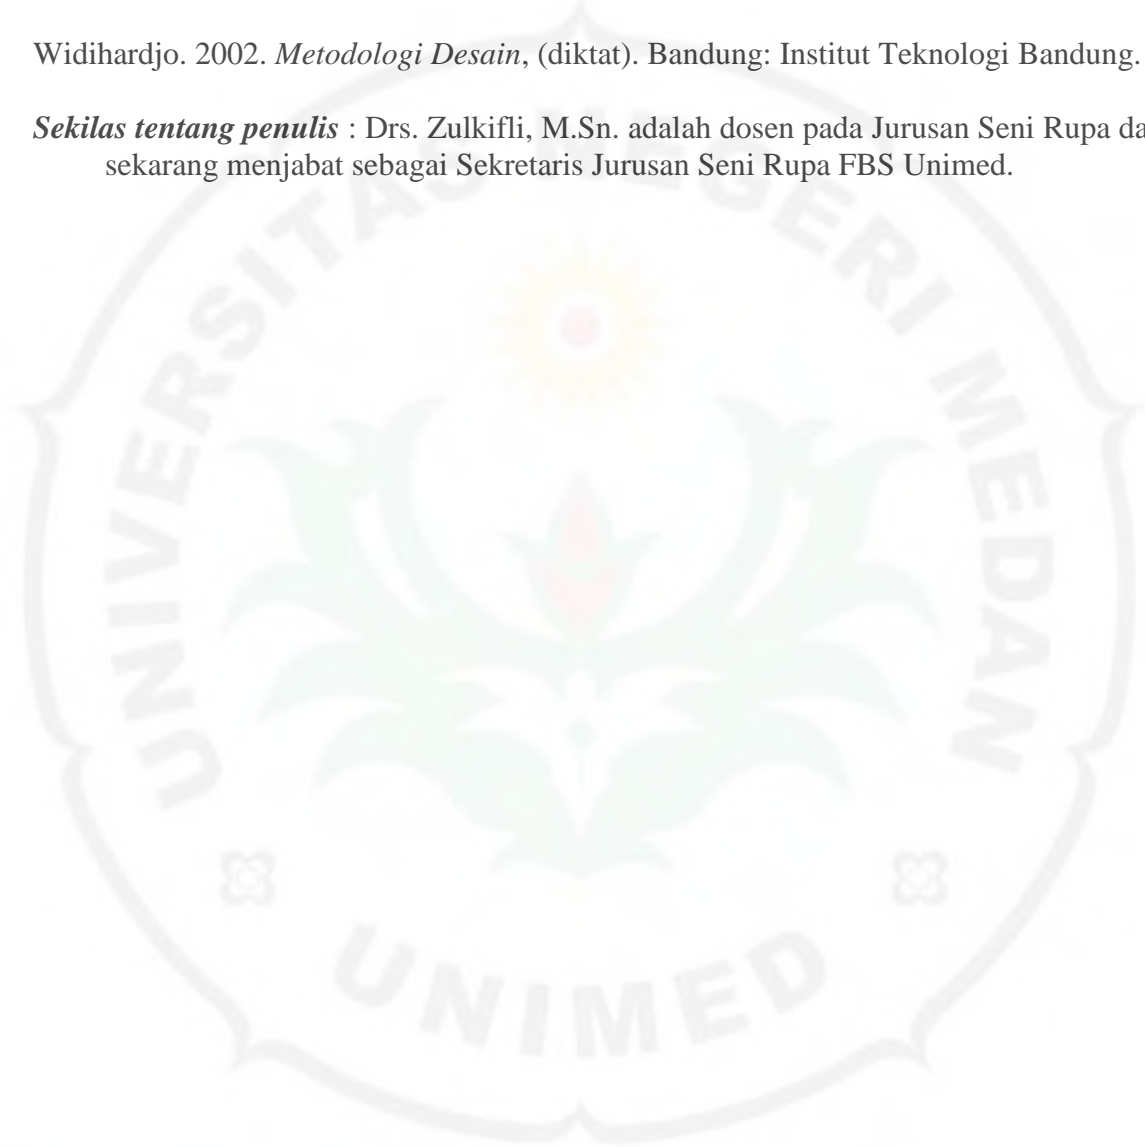 Widihardjo. 2002. Metodologi Desain, (diktat). Bandung: Institut Teknologi Bandung.
Sekilas tentang penulis : Drs. Zulkifli, M.Sn. adalah dosen pada Jurusan Seni Rupa da
sekarang menjabat sebagai Sekretaris Jurusan Seni Rupa FBS Unimed.
UNIVERSITAS NEGERI MEDAN
UNIMED